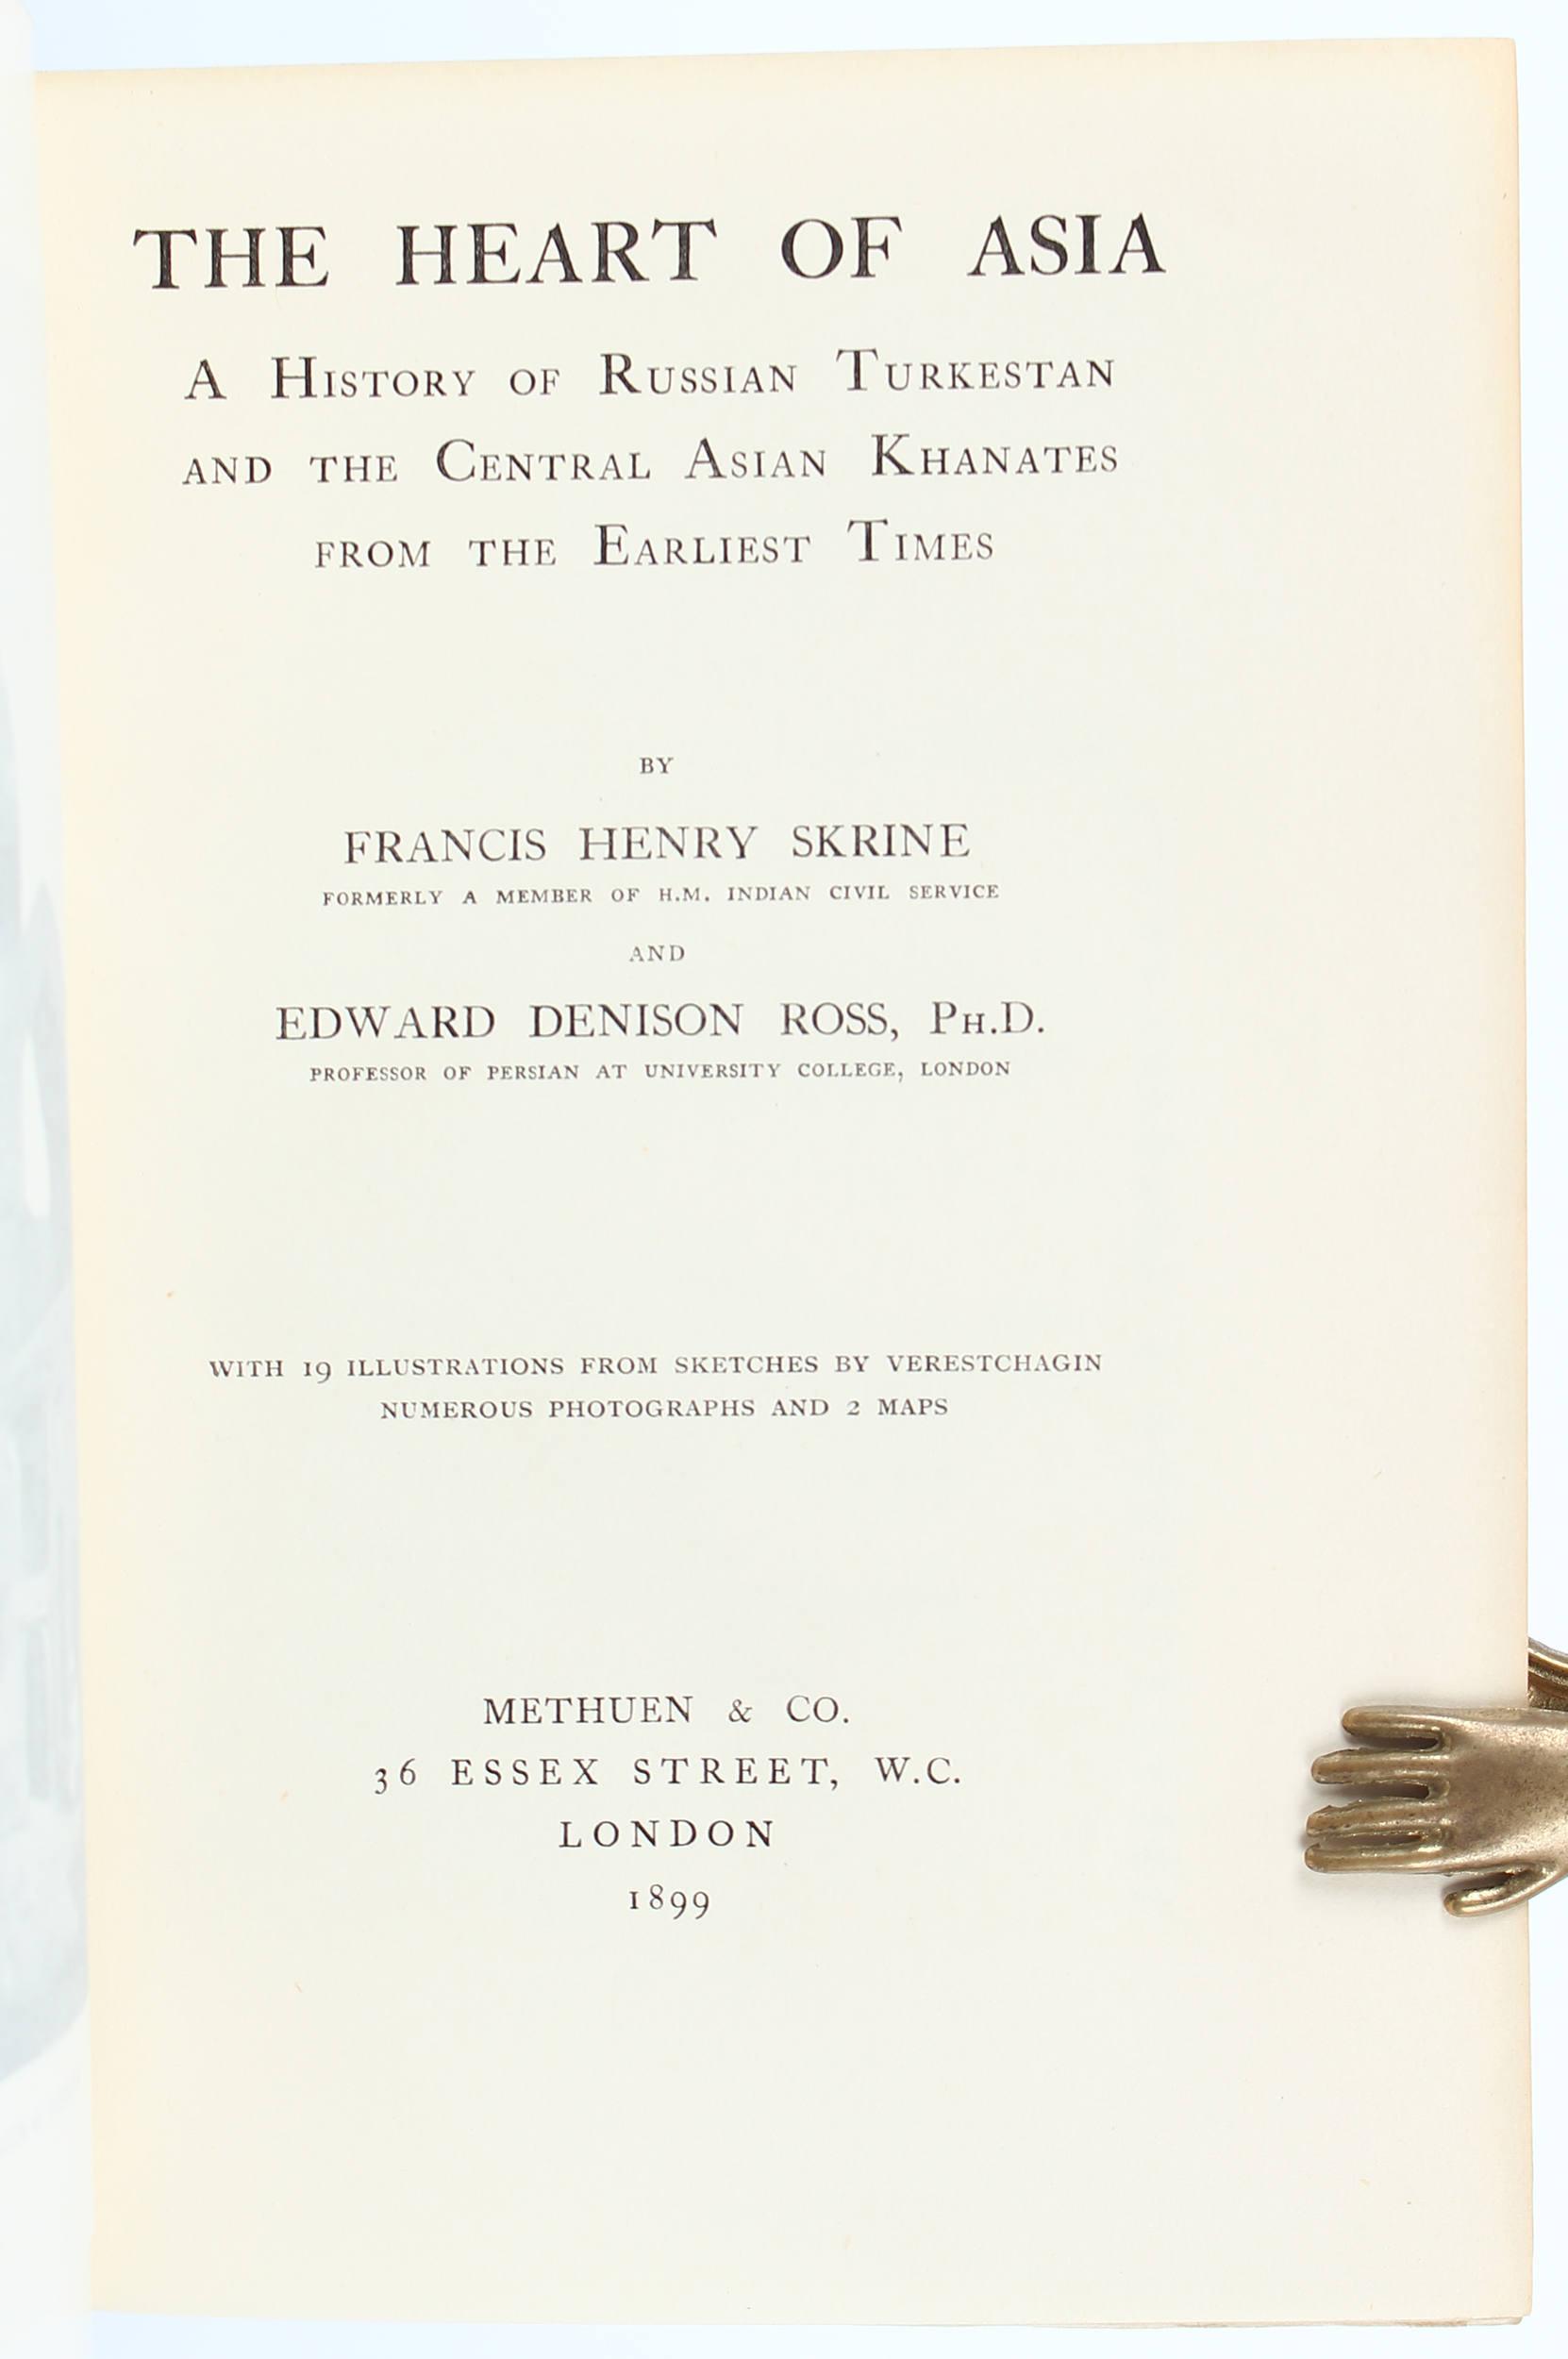 THE HEART OF ASIA
A HISTORY OF RUSSIAN TURKESTAN
AND THE CENTRAL ASIAN KHANATES
FROM THE EARLIEST TIMES
BY
FRANCIS HENRY SKRINE
FORMERLY A MEMBER OF H.M. INDIAN CIVIL SERVICE
AND
EDWARD DENISON ROSS, PH.D.
PROFESSOR OF PERSIAN AT UNIVERSITY COLLEGE, LONDON
WITH 19 ILLUSTRATIONS FROM SKETCHES BY VERESTCHAGIN
NUMEROUS PHOTOGRAPHS AND 2 MAPS
METHUEN & CO.
36 ESSEX STREET, W.C.
LONDON
1899